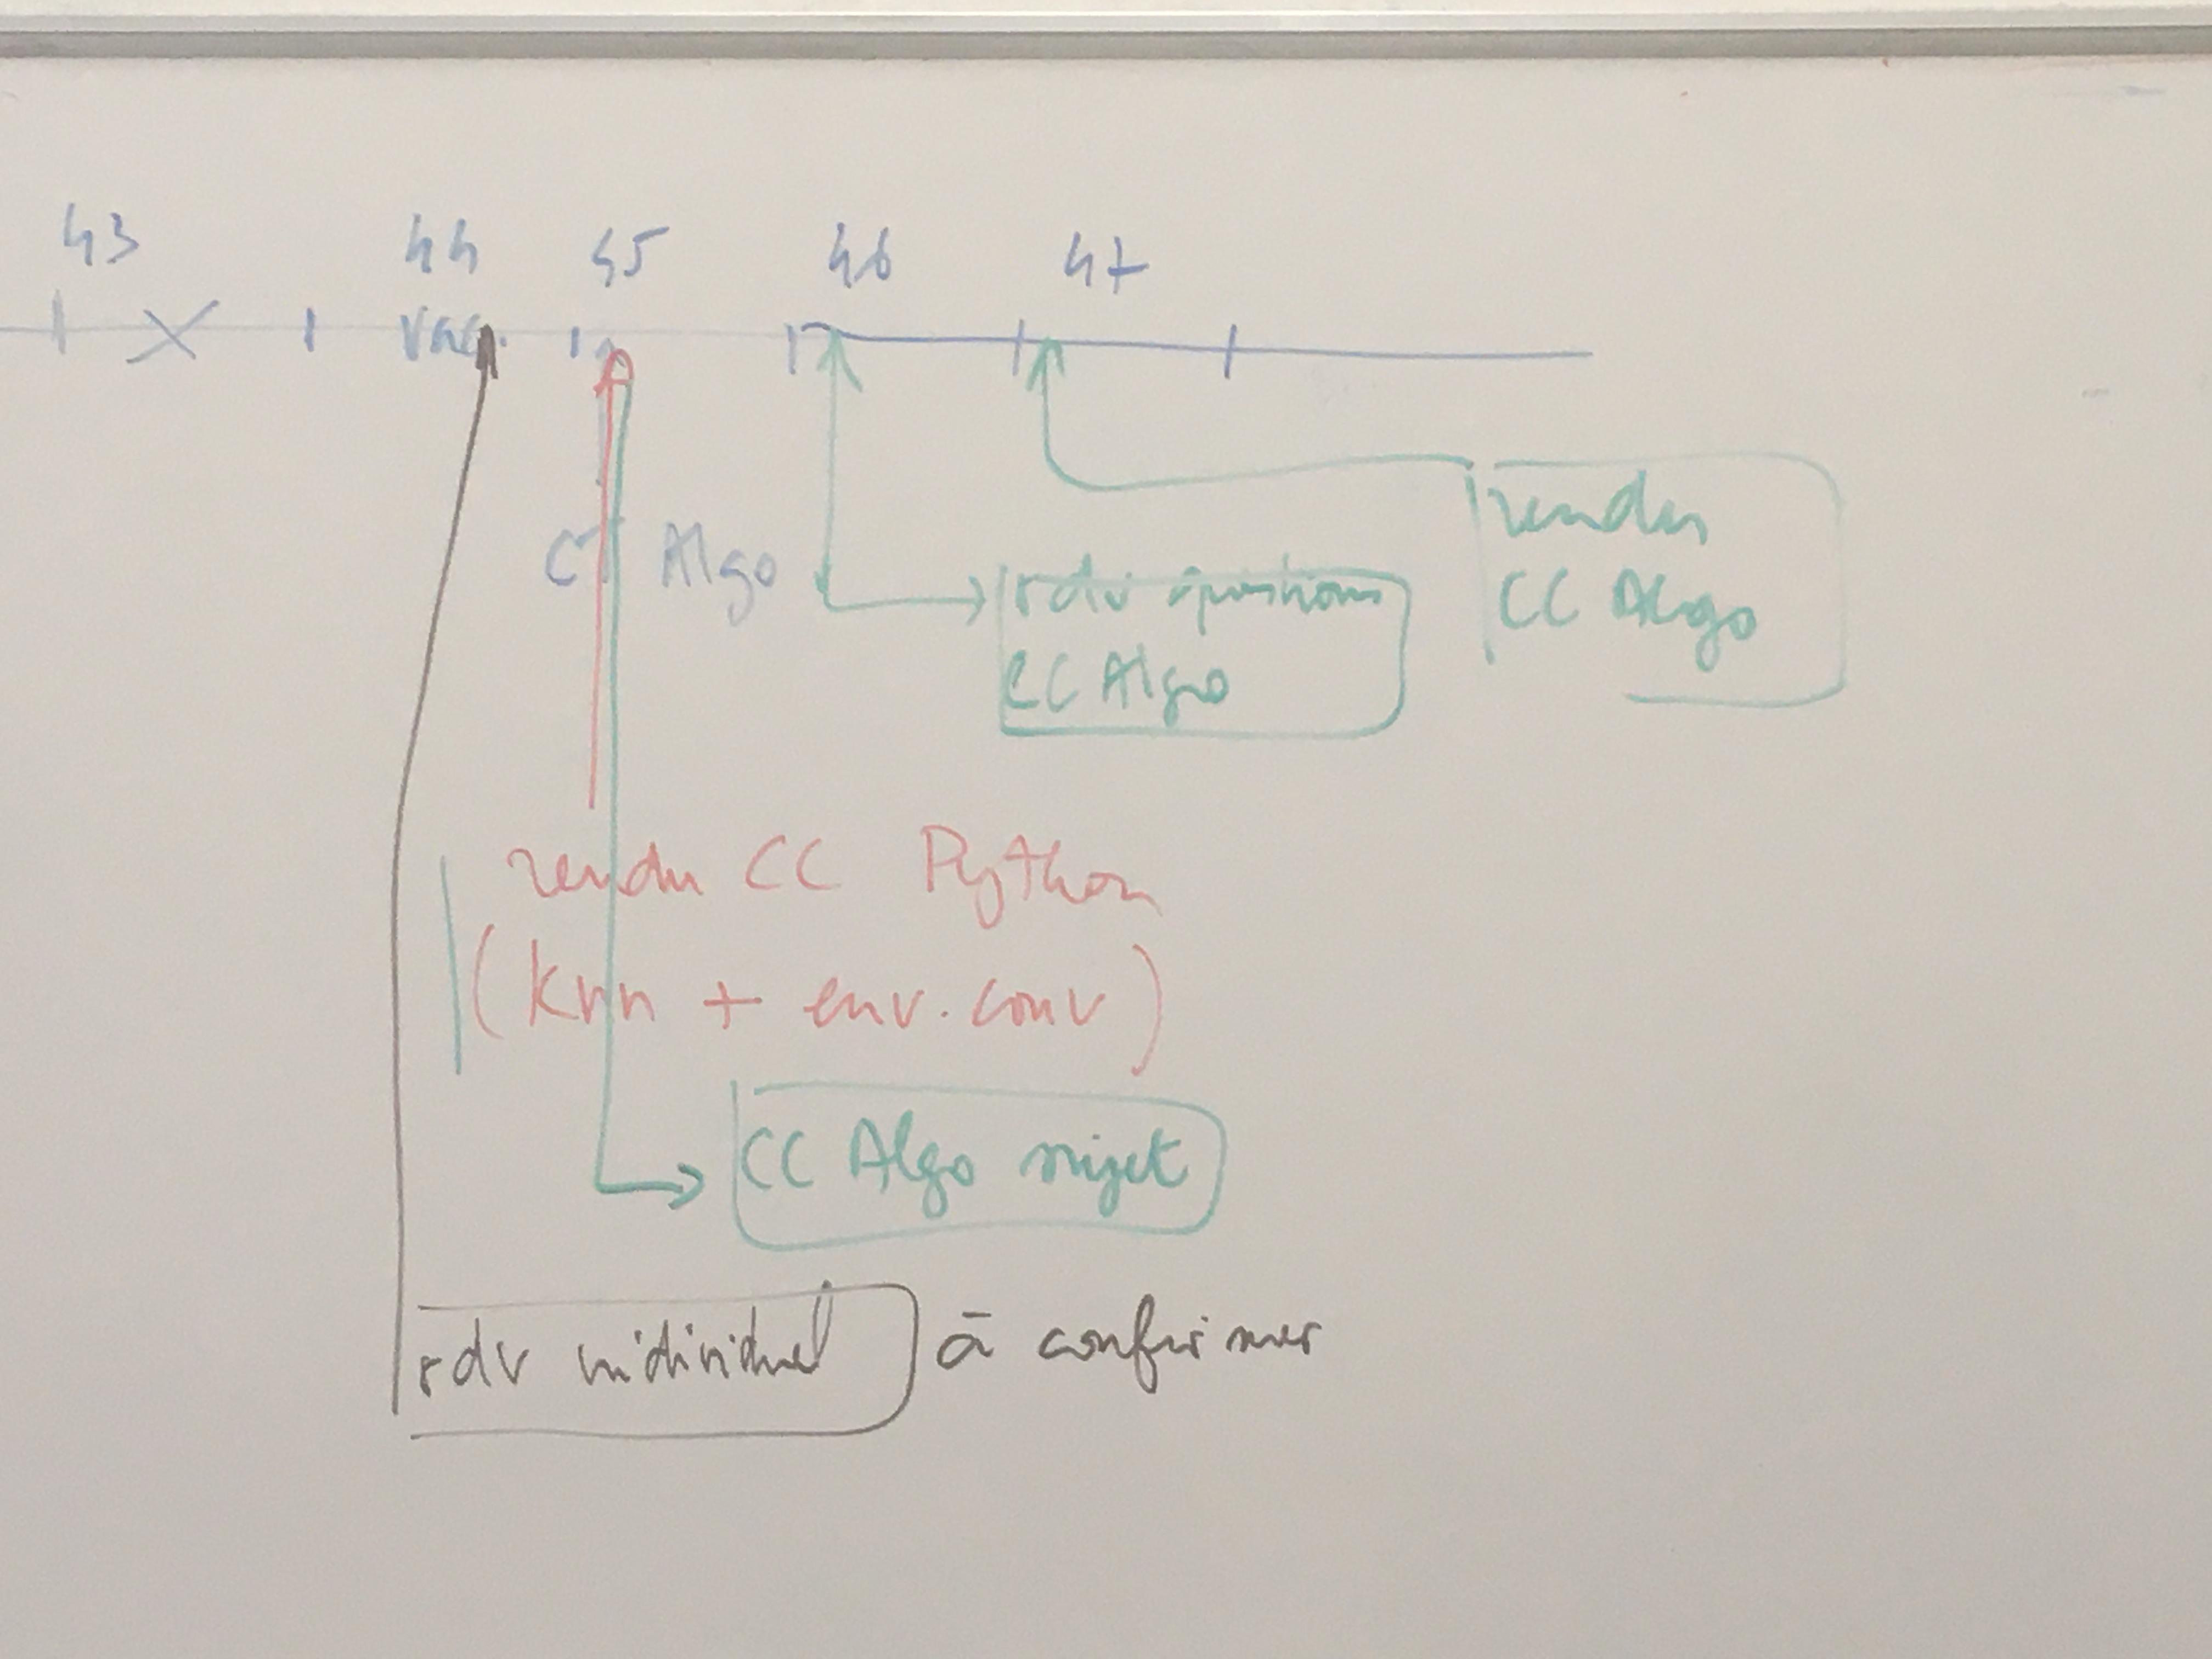 43 44 45 46 47
Vac.
CC Algo
rdv questions
CC Algo
rendu
CC Algo
rendu CC Python
(knn + env. conv)
CC Algo sujet
rdv individuel à confirmer